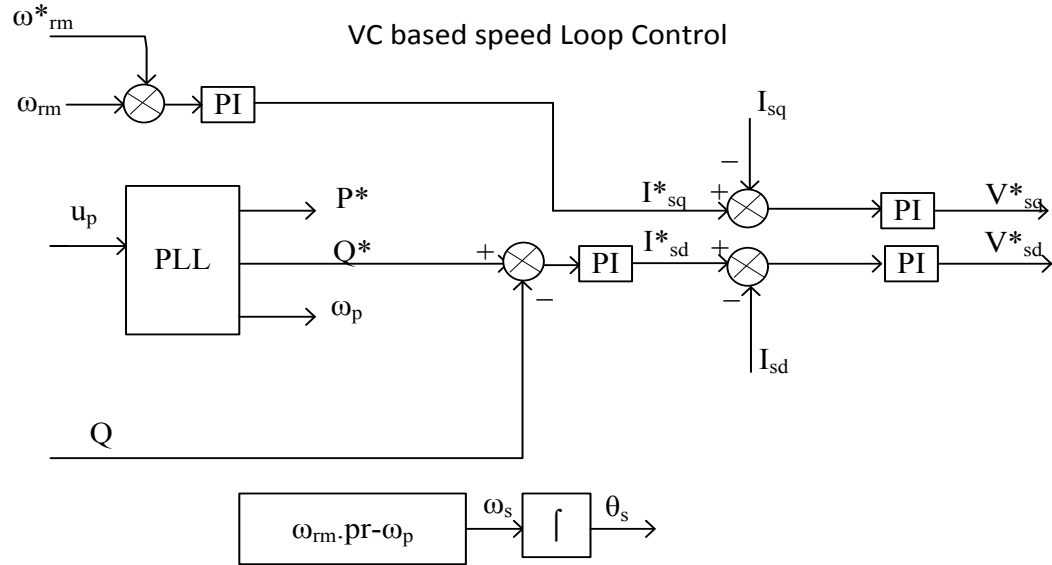 ω*rm
VC based speed Loop Control
ωrm
PI
Isq
−
+
I*sq
PI
V*sq
up
PLL
P*
Q*
+
−
PI
I*sd
+
−
PI
V*sd
ωp
Isd
Q
ωrm.pr-ωp
ωs
∫
θs